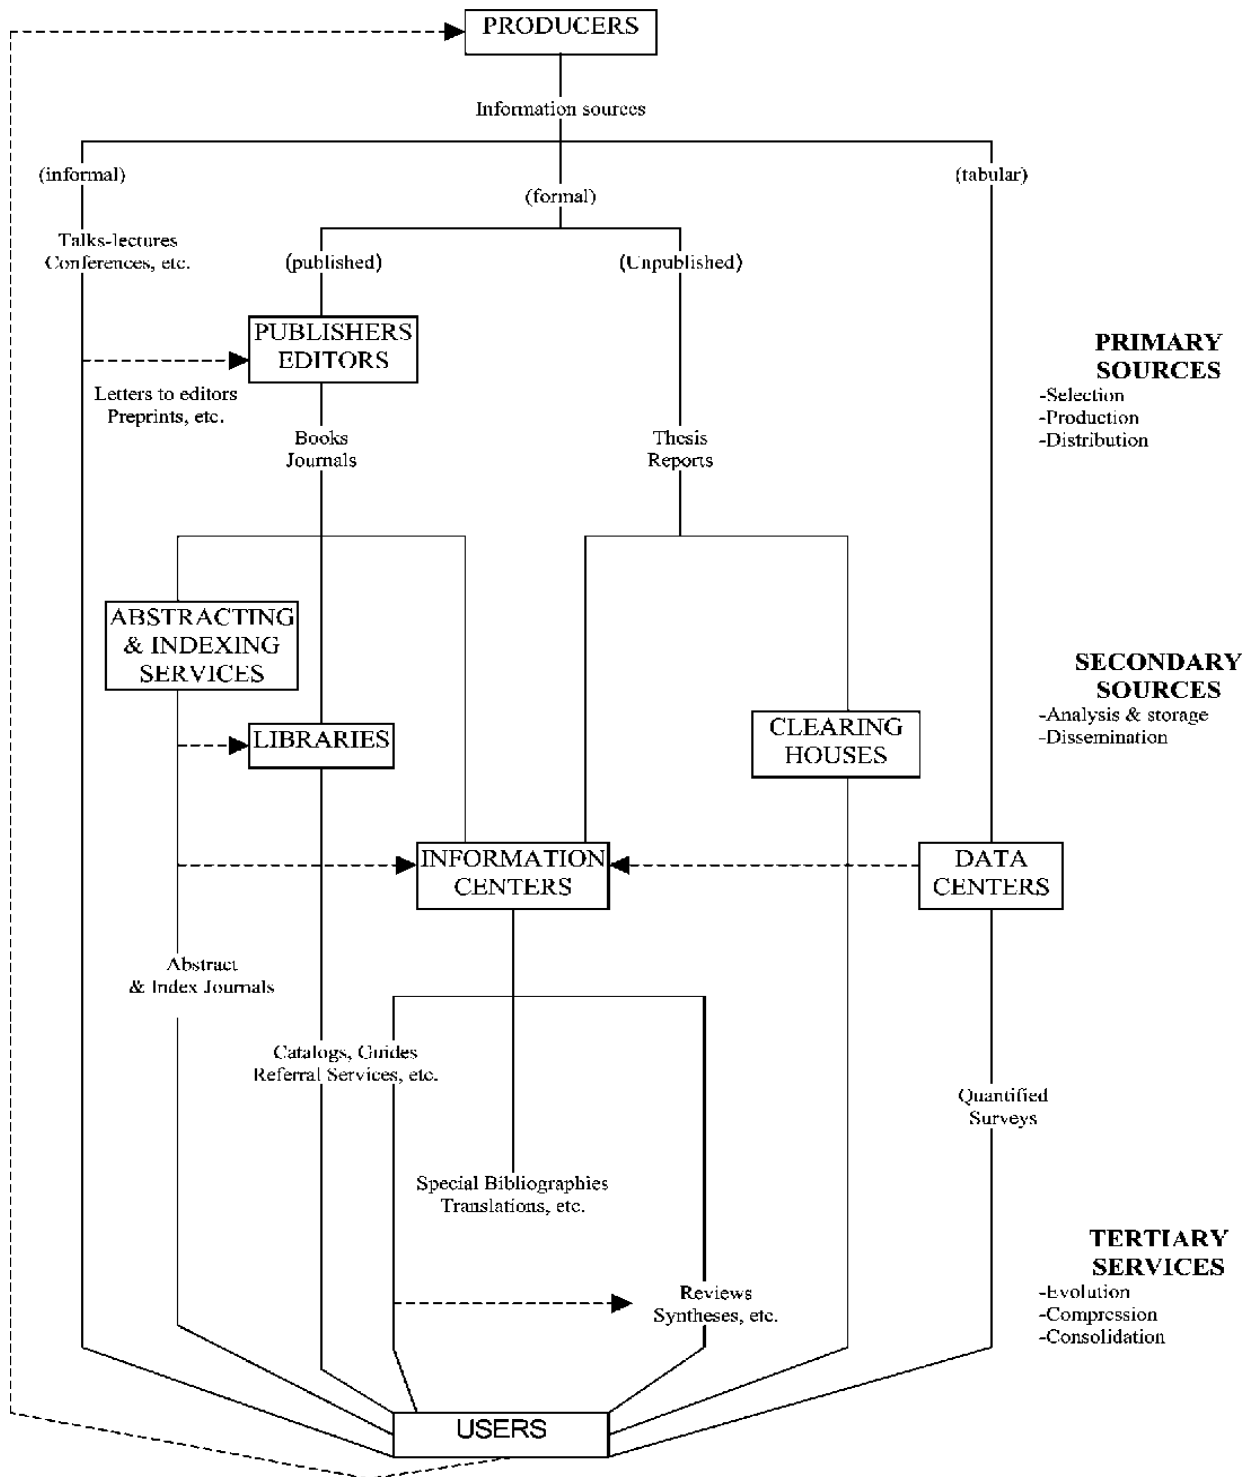 PRODUCERS
Information sources
(informal)
(formal)
(tabular)
Talks-lectures
Conferences, etc.
(published)
(Unpublished)
PUBLISHERS
EDITORS
PRIMARY
SOURCES
-Selection
-Production
-Distribution
Letters to editors
Preprints, etc.
Books
Journals
Thesis
Reports
ABSTRACTING
& INDEXING
SERVICES
SECONDARY
SOURCES
-Analysis & storage
-Dissemination
LIBRARIES
CLEARING
HOUSES
INFORMATION
CENTERS
DATA
CENTERS
Abstract
& Index Journals
Catalogs, Guides
Referral Services, etc.
Quantified
Surveys
Special Bibliographies
Translations, etc.
TERTIARY
SERVICES
-Evolution
-Compression
-Consolidation
Reviews
Syntheses, etc.
USERS